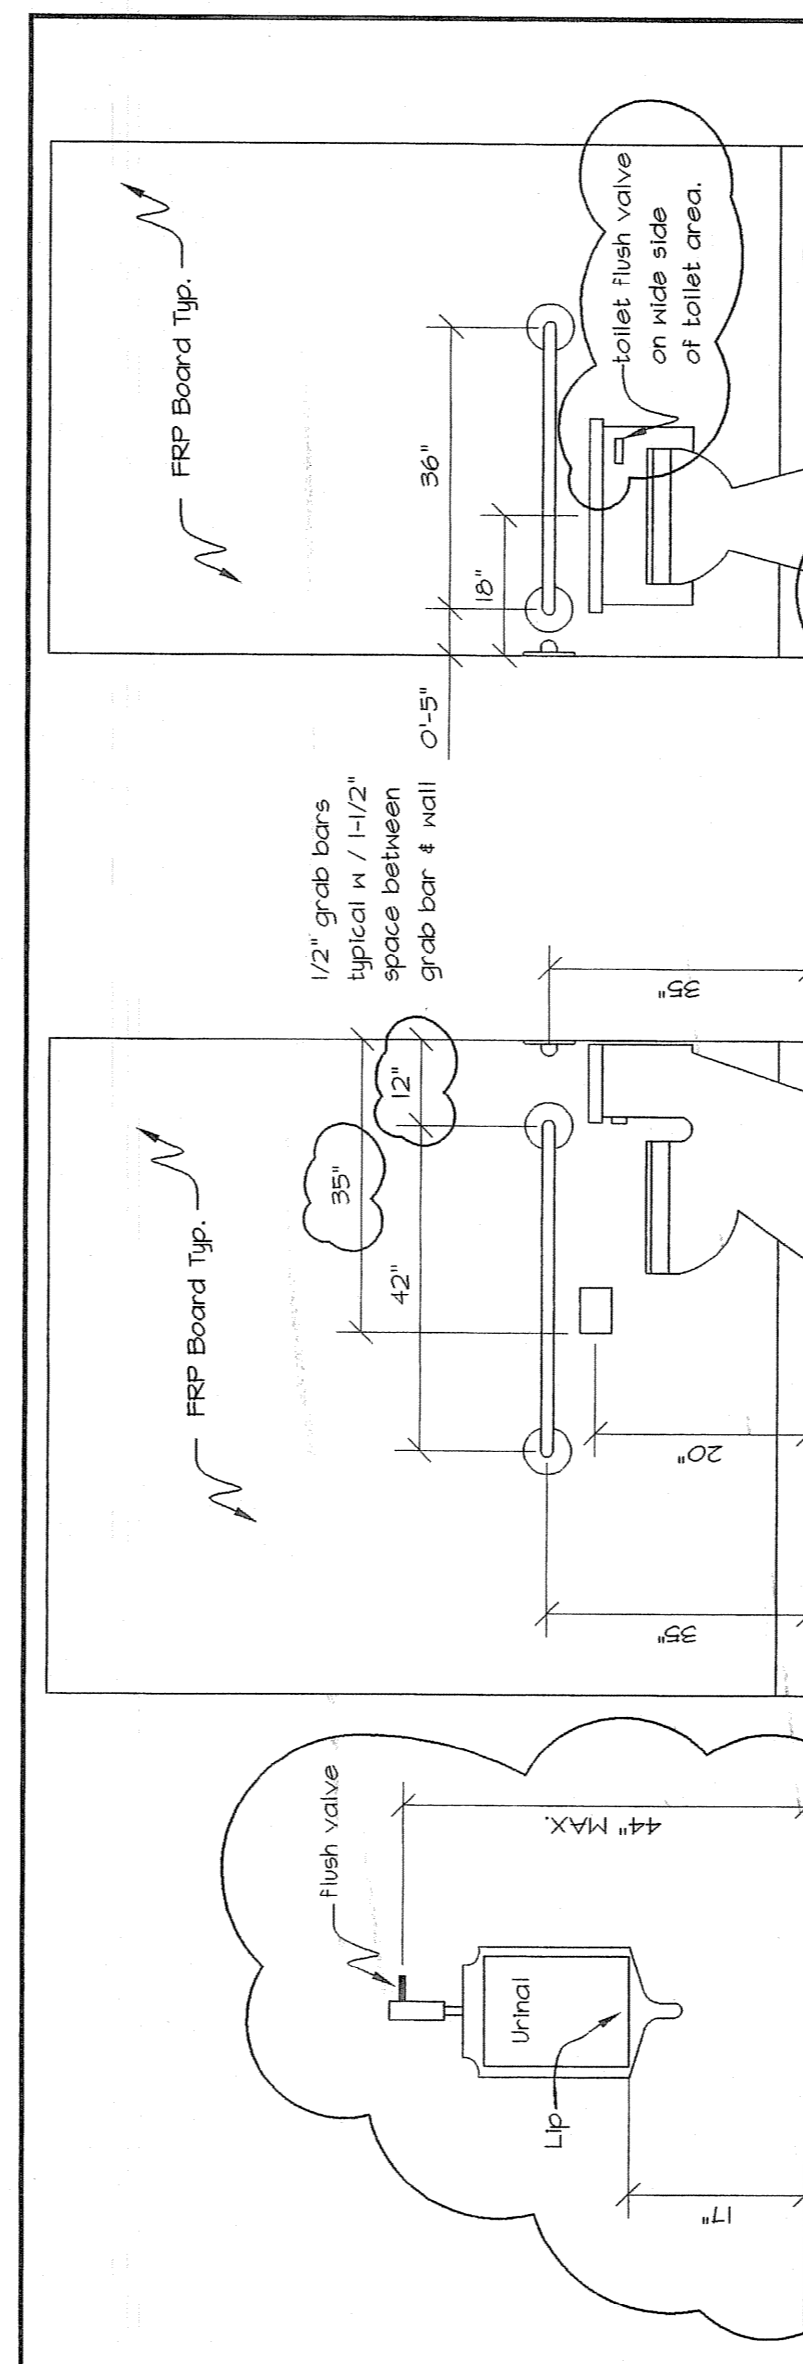 flush valve
44" MAX.
Urinal
Lip
17"
FRP Board Typ.
35"
12"
42"
20"
35"
35"
1/2" grab bars
typical w / 1-1/2"
space between
grab bar & wall
FRP Board Typ.
36"
18"
0'-5"
toilet flush valve
on wide side
of toilet area.